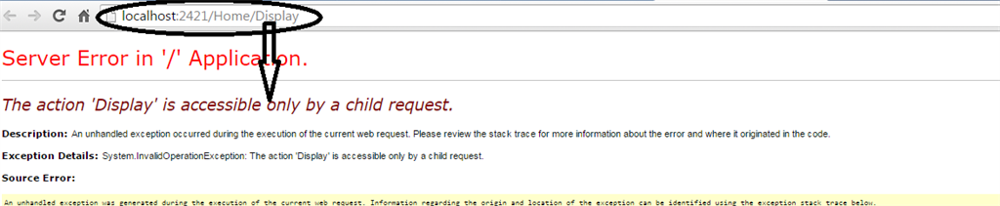 localhost:2421/Home/Display
Server Error in '/' Application.
The action 'Display' is accessible only by a child request.
Description: An unhandled exception occurred during the execution of the current web request. Please review the stack trace for more information about the error and where it originated in the code.
Exception Details: System.InvalidOperationException: The action 'Display' is accessible only by a child request.
Source Error:
An unhandled exception was generated during the execution of the current web request. Information regarding the origin and location of the exception can be identified using the exception stack trace below.